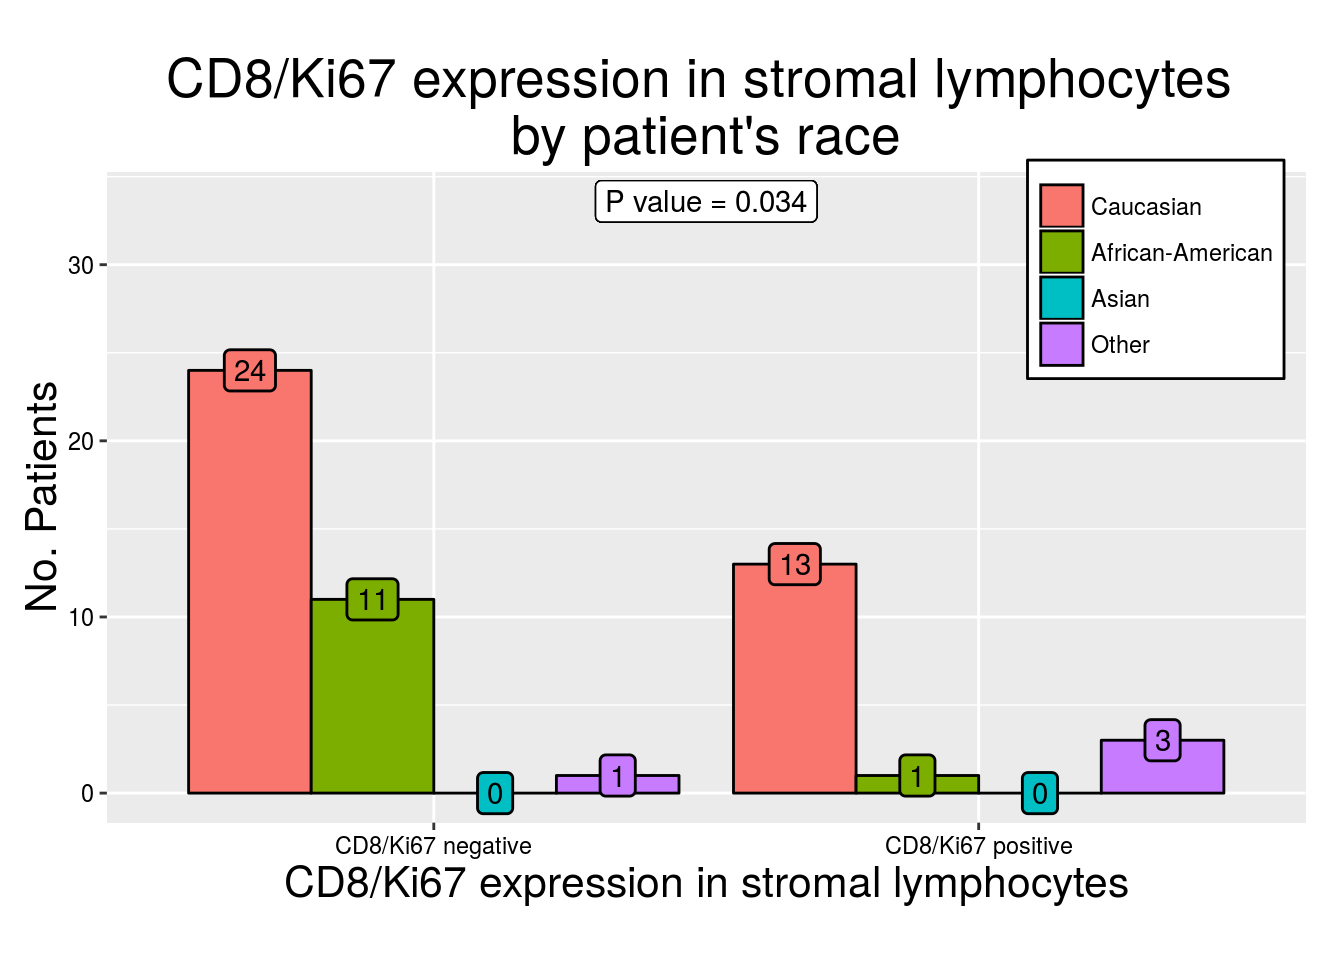 CD8/Ki67 expression in stromal lymphocytes
by patient's race
P value = 0.034
Caucasian
African-American
Asian
Other
No. Patients
30
20
10
0
24
11
0
1
13
1
0
3
CD8/Ki67 negative
CD8/Ki67 positive
CD8/Ki67 expression in stromal lymphocytes